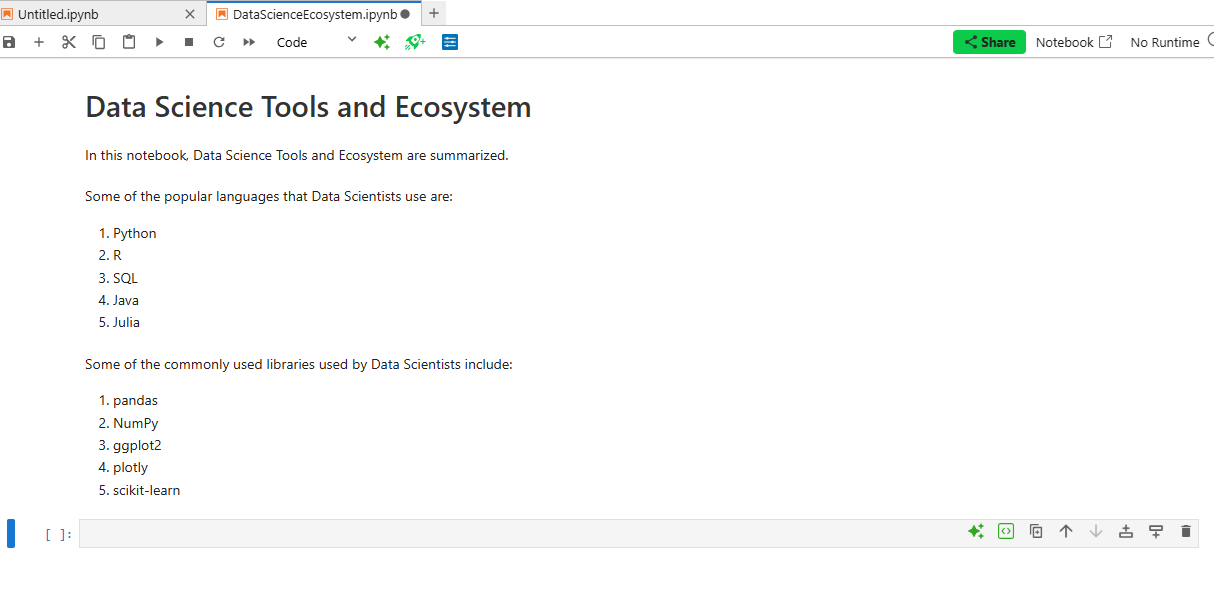 Untitled.ipynb
DataScienceEcosystem.ipynb
Code
Share
Notebook
No Runtime
Data Science Tools and Ecosystem
In this notebook, Data Science Tools and Ecosystem are summarized.
Some of the popular languages that Data Scientists use are:
1. Python
2. R
3. SQL
4. Java
5. Julia
Some of the commonly used libraries used by Data Scientists include:
1. pandas
2. NumPy
3. ggplot2
4. plotly
5. scikit-learn
[ ]: